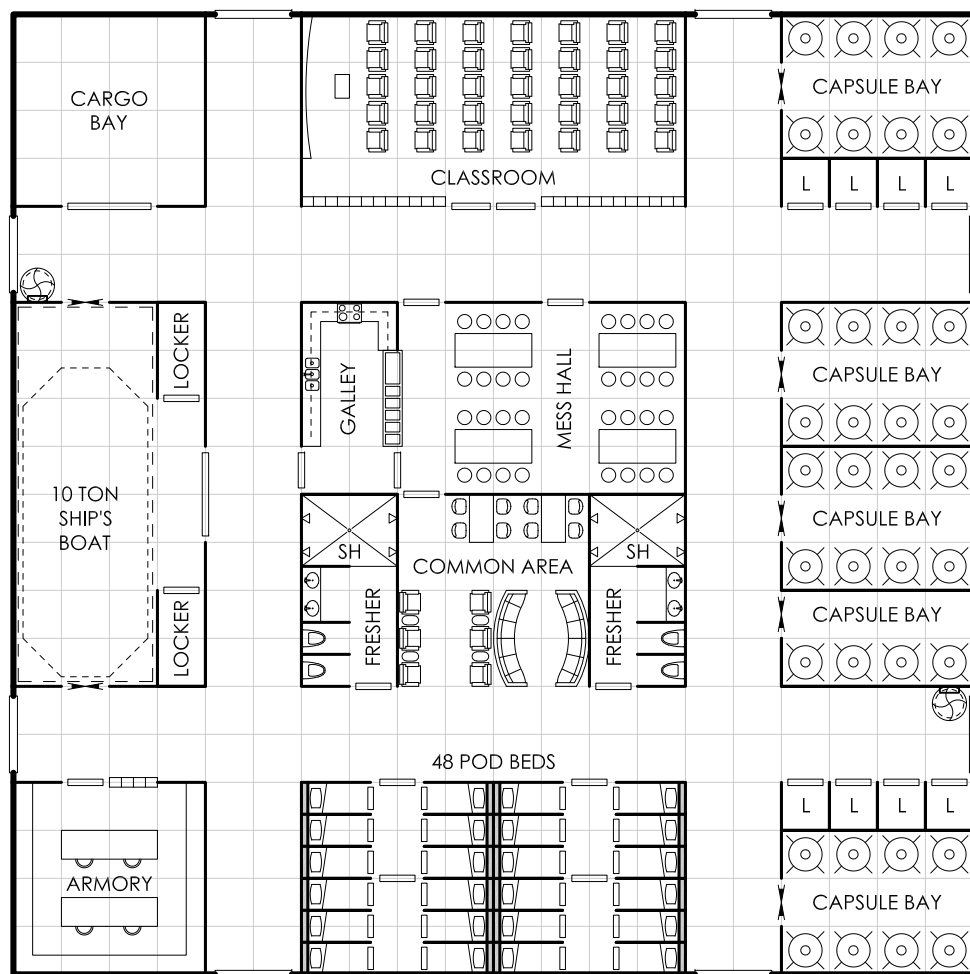 CARGO
BAY
CLASSROOM
CAPSULE BAY
L L L L
LOCKER
GALLEY
MESS HALL
CAPSULE BAY
10 TON
SHIP'S
BOAT
CAPSULE BAY
SH
SH
COMMON AREA
LOCKER
FRESHER
FRESHER
CAPSULE BAY
48 POD BEDS
L L L L
ARMORY
CAPSULE BAY